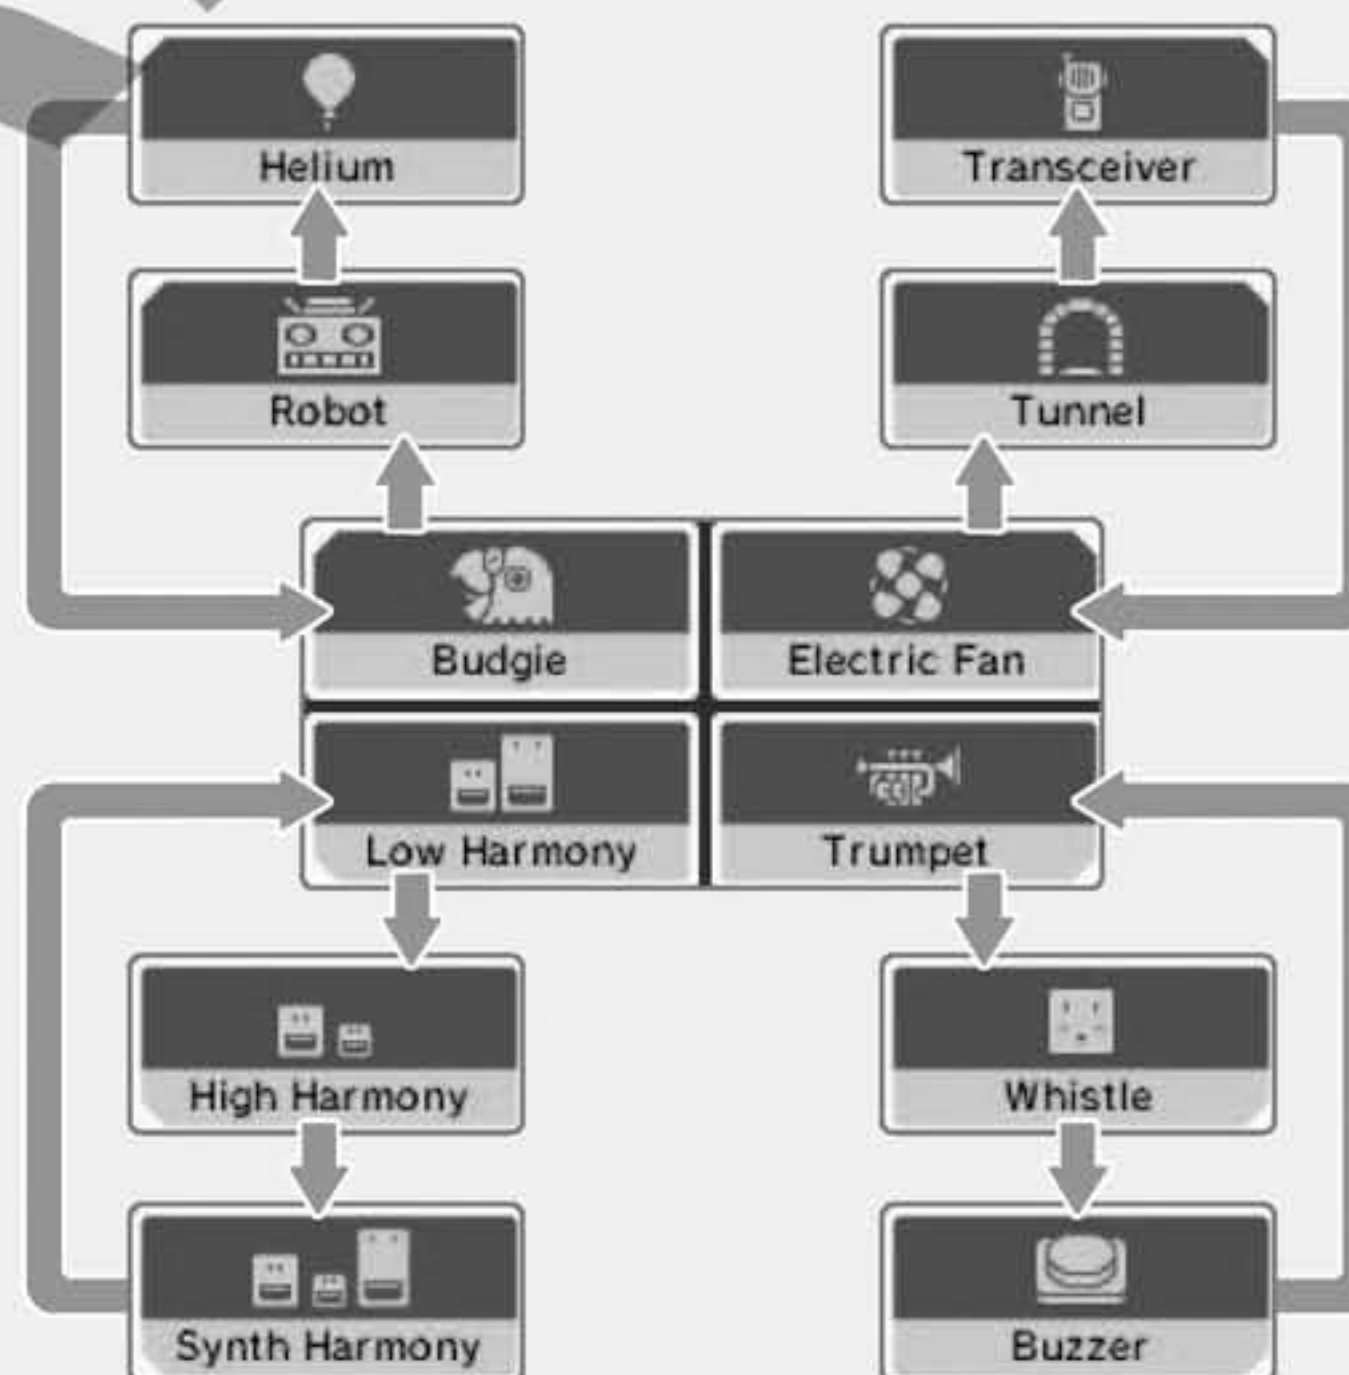 Helium
Transceiver
Robot
Tunnel
Budgie
Electric Fan
Low Harmony
Trumpet
High Harmony
Whistle
Synth Harmony
Buzzer